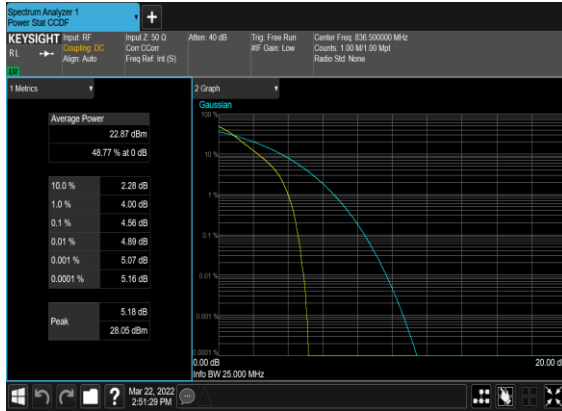 Spectrum Analyzer 1
Power Stat CCDF
+
KEYSIGHT Input: RF Input Z: 50 Ω Atten: 40 dB Trig: Free Run Center Freq: 836.500000 MHz
RL Coupling: DC Corr CCorr #IF Gain: Low Counts: 1.00 M/1.00 Mpt
Align: Auto Freq Ref: Int (S) Radio Std: None
1 Metrics
2 Graph
Average Power
22.87 dBm
48.77 % at 0 dB
10.0 % 2.28 dB
1.0 % 4.00 dB
0.1 % 4.56 dB
0.01 % 4.89 dB
0.001 % 5.07 dB
0.0001 % 5.16 dB
Peak 5.18 dB
28.05 dBm
Gaussian
100 %
10 %
1 %
0.1 %
0.01 %
0.001 %
0.0001 %
0.00 dB 20.00 d
Info BW 25.000 MHz
?
Mar 22, 2022
2:51:29 PM